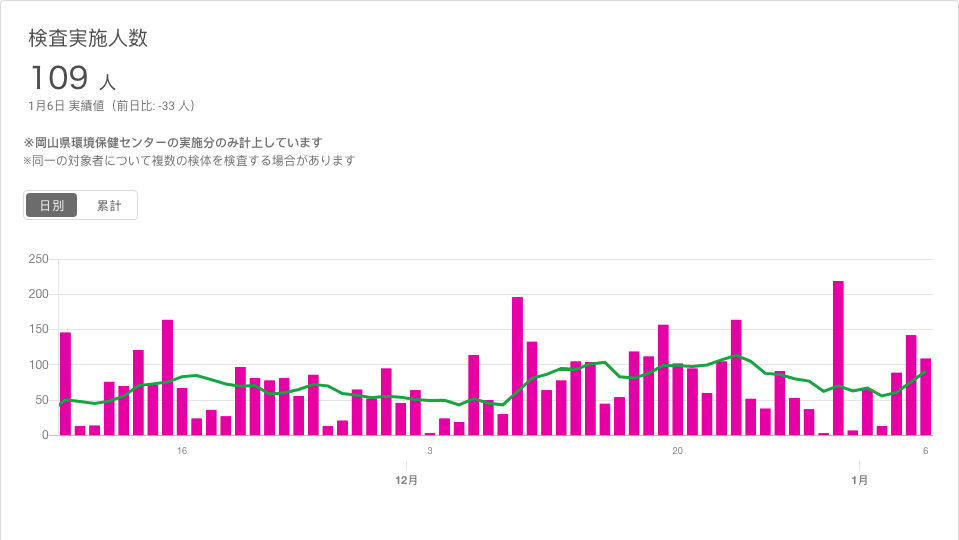 検査実施人数
109 人
1月6日 実績値（前日比: -33 人）
※岡山県環境保健センターの実施分のみ計上しています
※同一の対象者について複数の検体を検査する場合があります
日別 累計
250
200
150
100
50
0
16 3 20 6
12月 1月